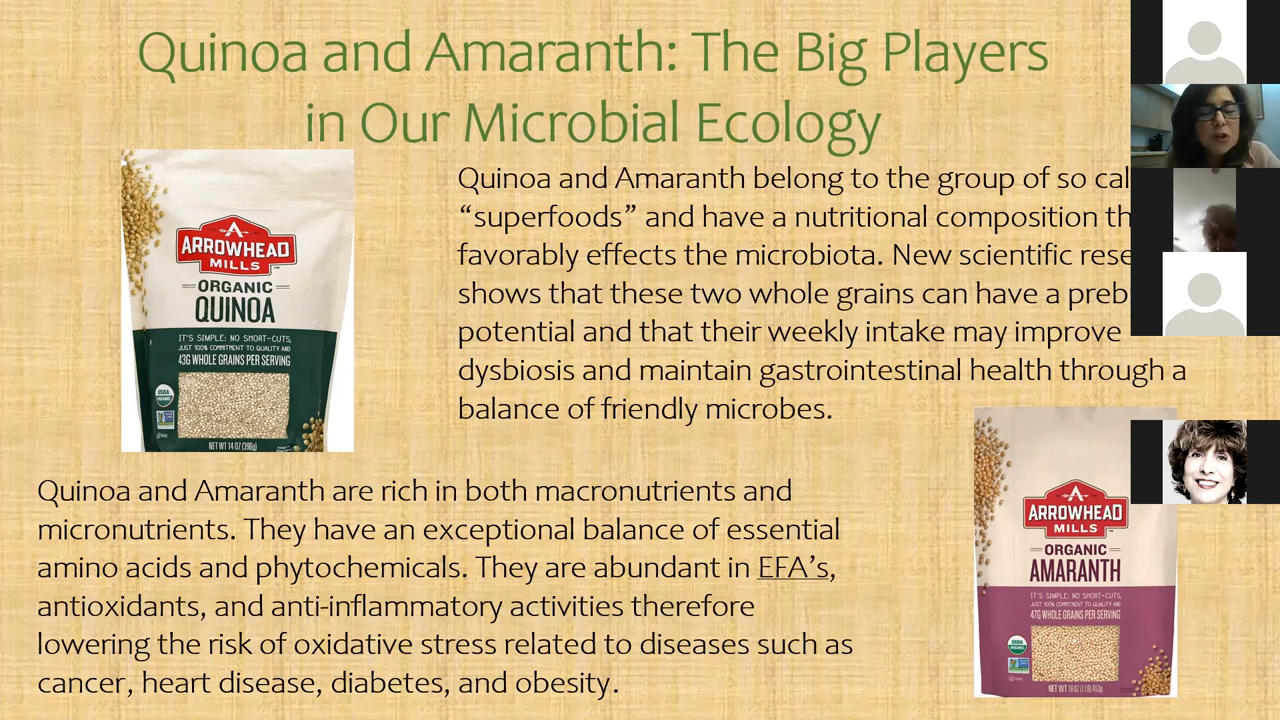 Quinoa and Amaranth: The Big Players
in Our Microbial Ecology
Quinoa and Amaranth belong to the group of so cal
“superfoods” and have a nutritional composition th
favorably effects the microbiota. New scientific rese
shows that these two whole grains can have a preb
potential and that their weekly intake may improve
dysbiosis and maintain gastrointestinal health through a
balance of friendly microbes.
ARROWHEAD
MILLS
ORGANIC
QUINOA
IT'S SIMPLE: NO SHORT-CUTS,
JUST 100% COMMITMENT TO QUALITY AND
43G WHOLE GRAINS PER SERVING
USDA
ORGANIC
NET WT 14 OZ (396g)
Quinoa and Amaranth are rich in both macronutrients and
micronutrients. They have an exceptional balance of essential
amino acids and phytochemicals. They are abundant in EFA’s,
antioxidants, and anti-inflammatory activities therefore
lowering the risk of oxidative stress related to diseases such as
cancer, heart disease, diabetes, and obesity.
ARROWHEAD
MILLS
ORGANIC
AMARANTH
IT'S SIMPLE: NO SHORT-CUTS,
JUST 100% COMMITMENT TO QUALITY AND
47G WHOLE GRAINS PER SERVING
USDA
ORGANIC
NET WT 16 OZ (1 LB) 453g